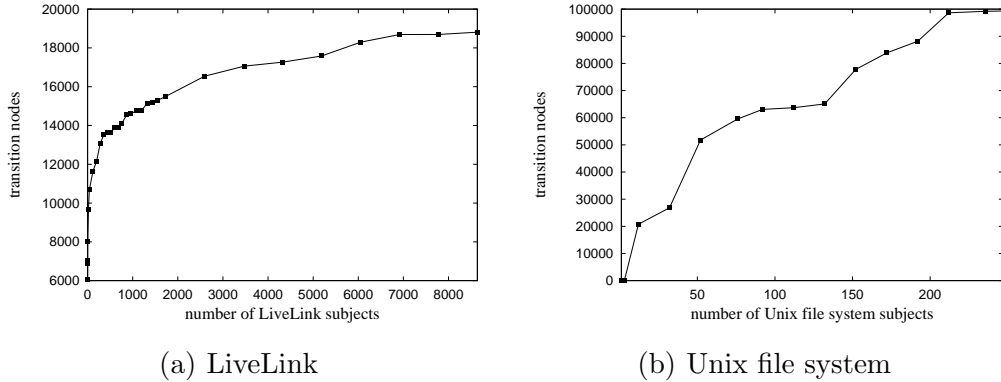 20000
18000
16000
14000
12000
10000
8000
6000
transition nodes
0 1000 2000 3000 4000 5000 6000 7000 8000
number of LiveLink subjects
(a) LiveLink
100000
90000
80000
70000
60000
50000
40000
30000
20000
10000
0
transition nodes
50 100 150 200
number of Unix file system subjects
(b) Unix file system